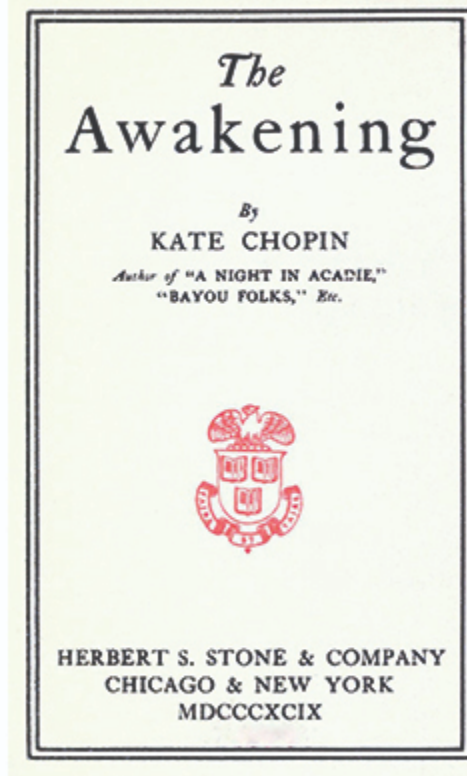 The
Awakening
By
KATE CHOPIN
Author of "A NIGHT IN ACADIE,"
"BAYOU FOLKS," Etc.
HERBERT S. STONE & COMPANY
CHICAGO & NEW YORK
MDCCCXCIX